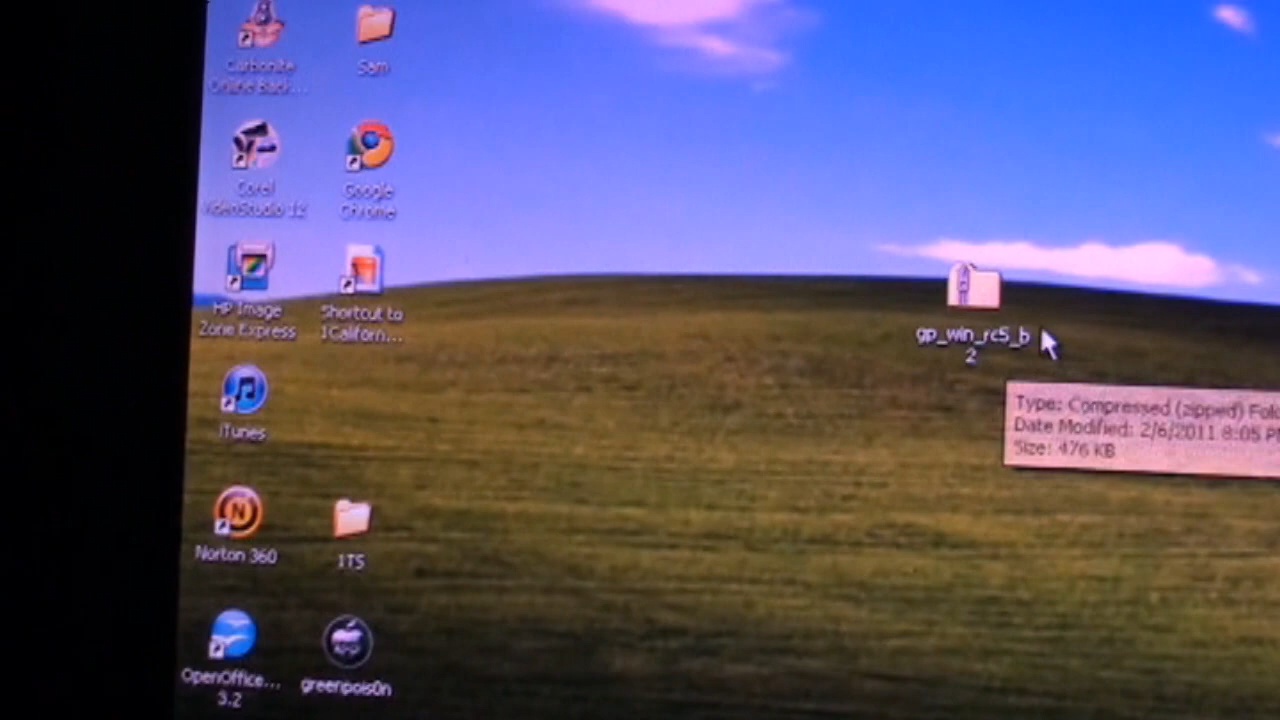 Carbonite
Online Back...
Sam
Corel
VideoStudio 12
Google
Chrome
HP Image
Zone Express
Shortcut to
1Californ...
iTunes
N
Norton 360
1TS
OpenOffice...
3.2
greenpois0n
gp_win_rc5_b
2
Type: Compressed (zipped) Fol
Date Modified: 2/6/2011 8:05 P
Size: 476 KB